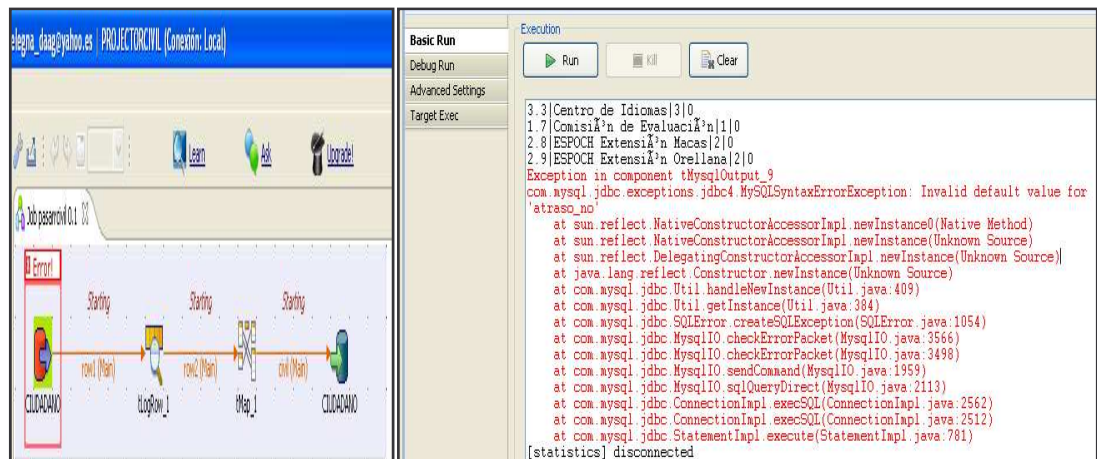 elegna_daag@yahoo.es | PROJECTORCIVIL (Conexión: Local)
Learn
Ask
Upgrade!
Job pasarcivil 0.1
Error!
Starting
Starting
Starting
row1 (Main)
row2 (Main)
civil (Main)
CIUDADANO
tLogRow_1
tMap_1
CIUDADANO
Basic Run
Debug Run
Advanced Settings
Target Exec
Execution
Run
Kill
Clear
3.3|Centro de Idiomas|3|0
1.7|ComisiÃ³n de EvaluaciÃ³n|1|0
2.8|ESPOCH ExtensiÃ³n Macas|2|0
2.9|ESPOCH ExtensiÃ³n Orellana|2|0
Exception in component tMysqlOutput_9
com.mysql.jdbc.exceptions.jdbc4.MySQLSyntaxErrorException: Invalid default value for
'atraso_no'
at sun.reflect.NativeConstructorAccessorImpl.newInstance0(Native Method)
at sun.reflect.NativeConstructorAccessorImpl.newInstance(Unknown Source)
at sun.reflect.DelegatingConstructorAccessorImpl.newInstance(Unknown Source)
at java.lang.reflect.Constructor.newInstance(Unknown Source)
at com.mysql.jdbc.Util.handleNewInstance(Util.java:409)
at com.mysql.jdbc.Util.getInstance(Util.java:384)
at com.mysql.jdbc.SQLError.createSQLException(SQLError.java:1054)
at com.mysql.jdbc.MysqlIO.checkErrorPacket(MysqlIO.java:3566)
at com.mysql.jdbc.MysqlIO.checkErrorPacket(MysqlIO.java:3498)
at com.mysql.jdbc.MysqlIO.sendCommand(MysqlIO.java:1959)
at com.mysql.jdbc.MysqlIO.sqlQueryDirect(MysqlIO.java:2113)
at com.mysql.jdbc.ConnectionImpl.execSQL(ConnectionImpl.java:2562)
at com.mysql.jdbc.ConnectionImpl.execSQL(ConnectionImpl.java:2512)
at com.mysql.jdbc.StatementImpl.execute(StatementImpl.java:781)
[statistics] disconnected